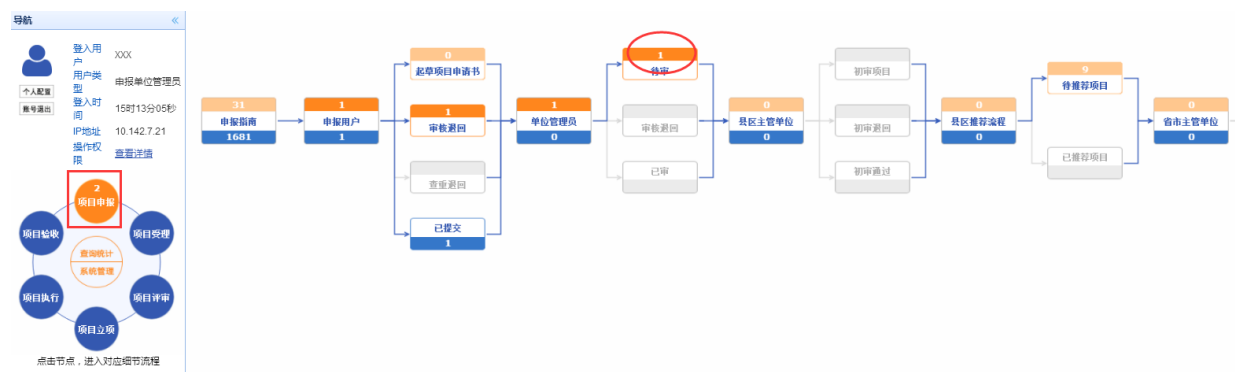 导航
«
登入用户
XXX
用户类型
申报单位管理员
登入时间
15时13分05秒
IP地址
10.142.7.21
操作权限
查看详情
个人配置
账号退出
2
项目申报
项目受理
项目评审
项目立项
项目执行
项目验收
查询统计
系统管理
点击节点，进入对应细节流程
31
申报指南
1681
1
申报用户
1
0
起草项目申请书
1
审核退回
查重退回
已提交
1
1
单位管理员
0
1
待审
审核退回
已审
0
县区主管单位
0
初审项目
初审退回
初审通过
0
县区推荐流程
0
9
待推荐项目
已推荐项目
0
省市主管单位
0